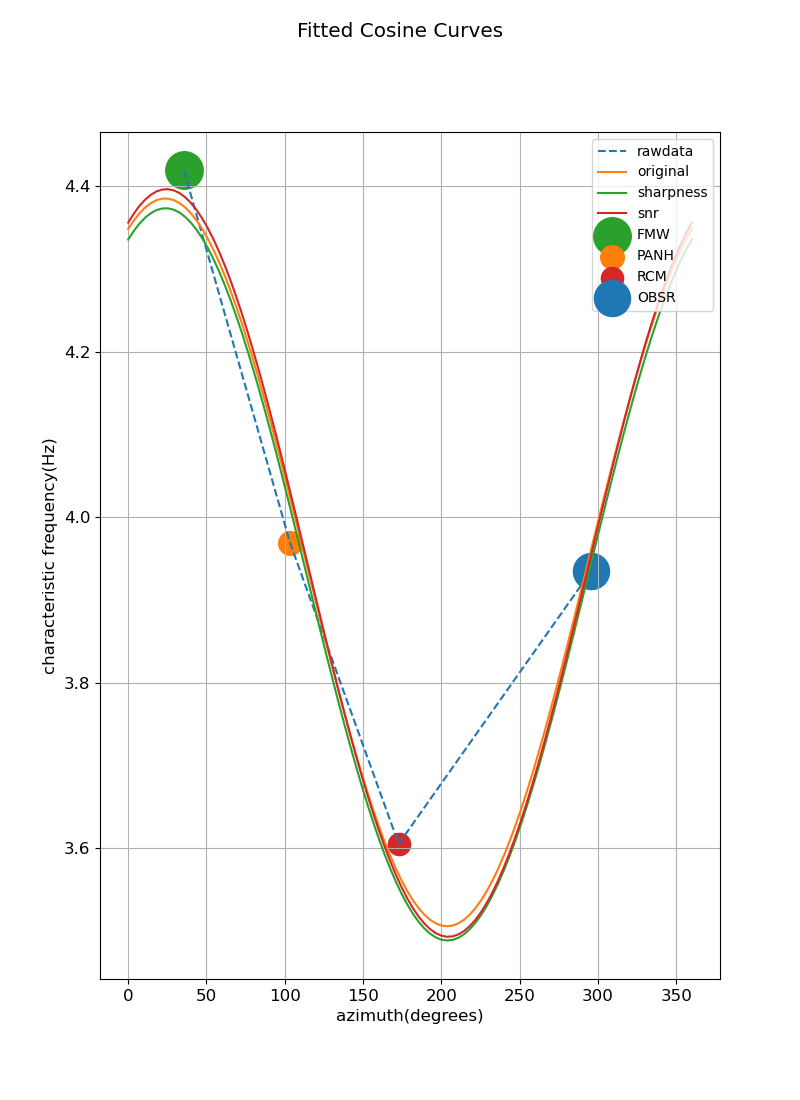 Fitted Cosine Curves
rawdata
original
sharpness
snr
FMW
PANH
RCM
OBSR
characteristic frequency(Hz)
4.4
4.2
4.0
3.8
3.6
0 50 100 150 200 250 300 350
azimuth(degrees)